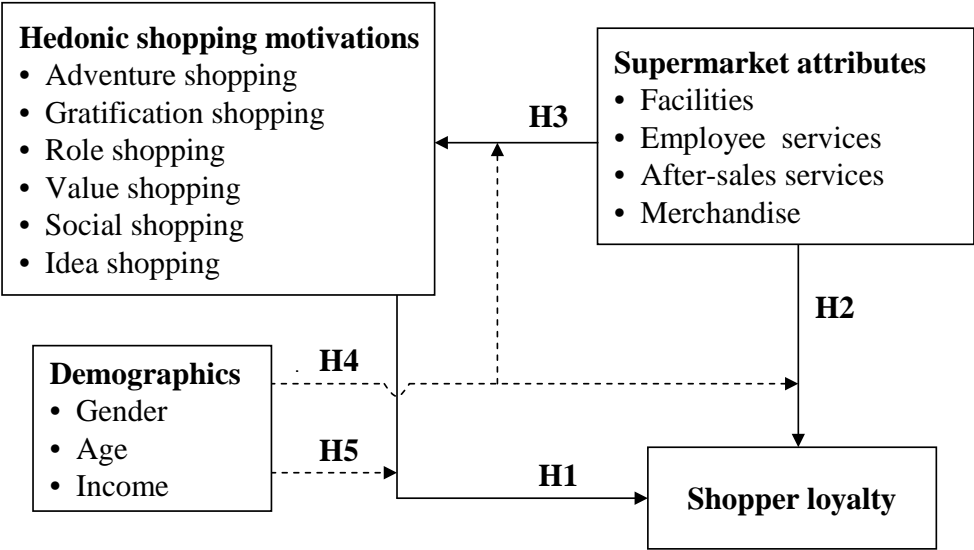 Hedonic shopping motivations
• Adventure shopping
• Gratification shopping
• Role shopping
• Value shopping
• Social shopping
• Idea shopping
H3
Supermarket attributes
• Facilities
• Employee services
• After-sales services
• Merchandise
H2
Demographics
• Gender
• Age
• Income
H4
H5
H1
Shopper loyalty